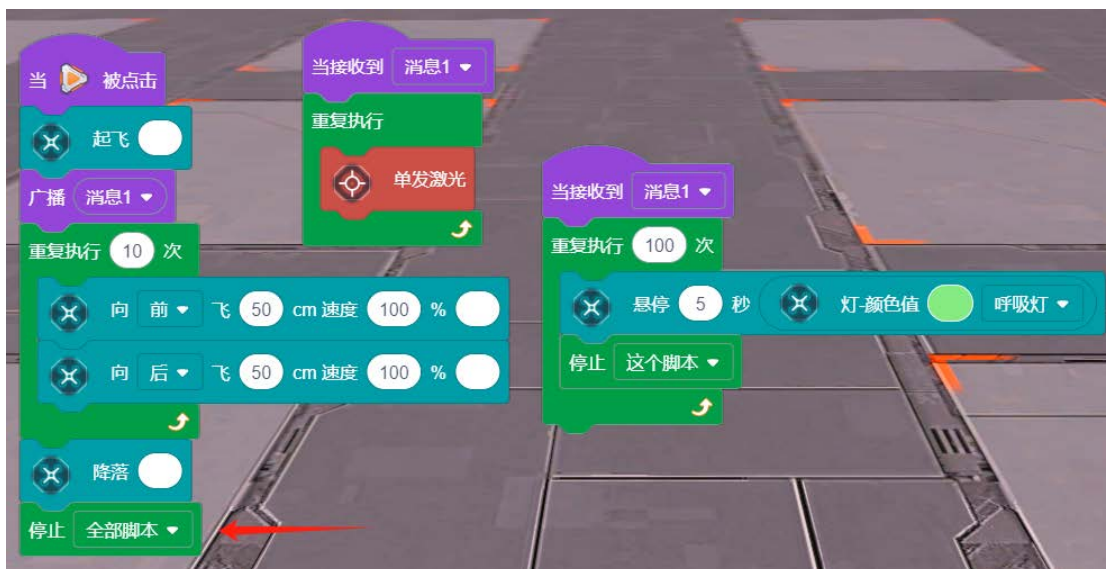 当 被点击
起飞
广播 消息1
重复执行 10 次
向 前 飞 50 cm 速度 100 %
向 后 飞 50 cm 速度 100 %
降落
停止 全部脚本
当接收到 消息1
重复执行
单发激光
当接收到 消息1
重复执行 100 次
悬停 5 秒 灯-颜色值 呼吸灯
停止 这个脚本